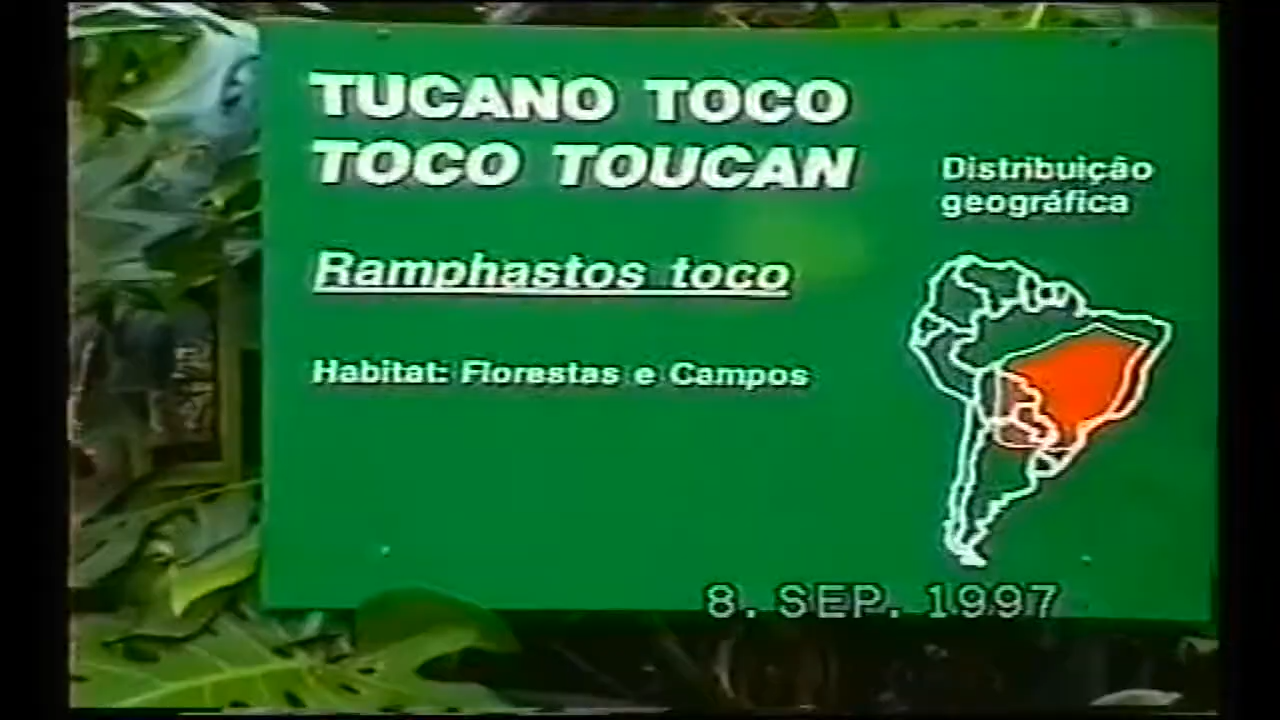 TUCANO TOCO
TOCO TOUCAN
Ramphastos toco
Habitat: Florestas e Campos
Distribuição
geográfica
8. SEP. 1997